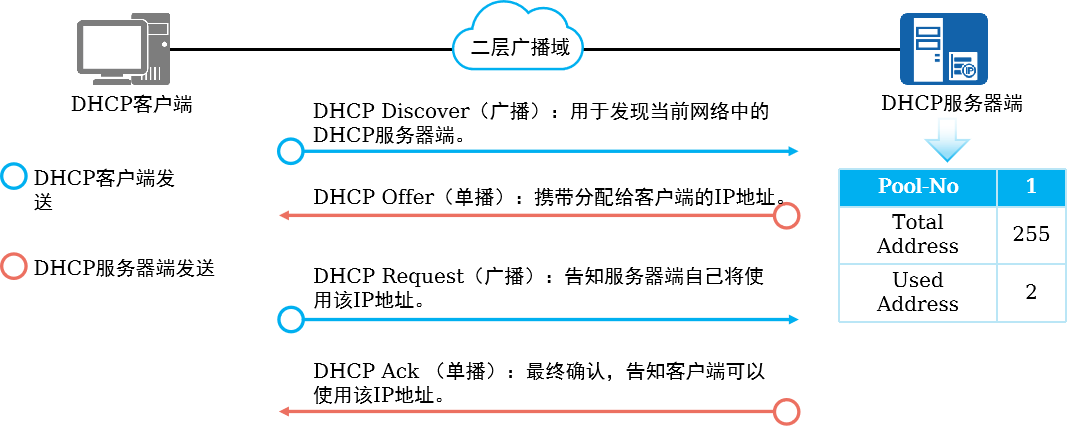 二层广播域
IP
DHCP客户端
DHCP服务器端
DHCP Discover（广播）：用于发现当前网络中的
DHCP服务器端。
DHCP客户端发
送
DHCP Offer（单播）：携带分配给客户端的IP地址。
DHCP服务器端发送
DHCP Request（广播）：告知服务器端自己将使
用该IP地址。
DHCP Ack （单播）：最终确认，告知客户端可以
使用该IP地址。
Pool-No 1
Total
Address 255
Used
Address 2